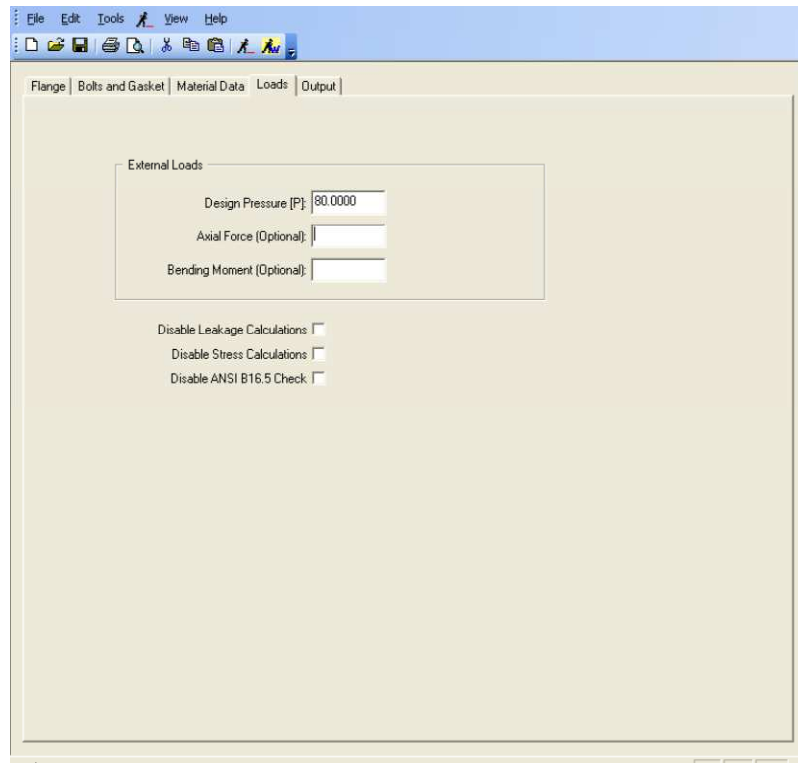 File Edit Tools View Help
Flange Bolts and Gasket Material Data Loads Output
External Loads
Design Pressure [P]: 80.0000
Axial Force (Optional):
Bending Moment (Optional):
Disable Leakage Calculations
Disable Stress Calculations
Disable ANSI B16.5 Check